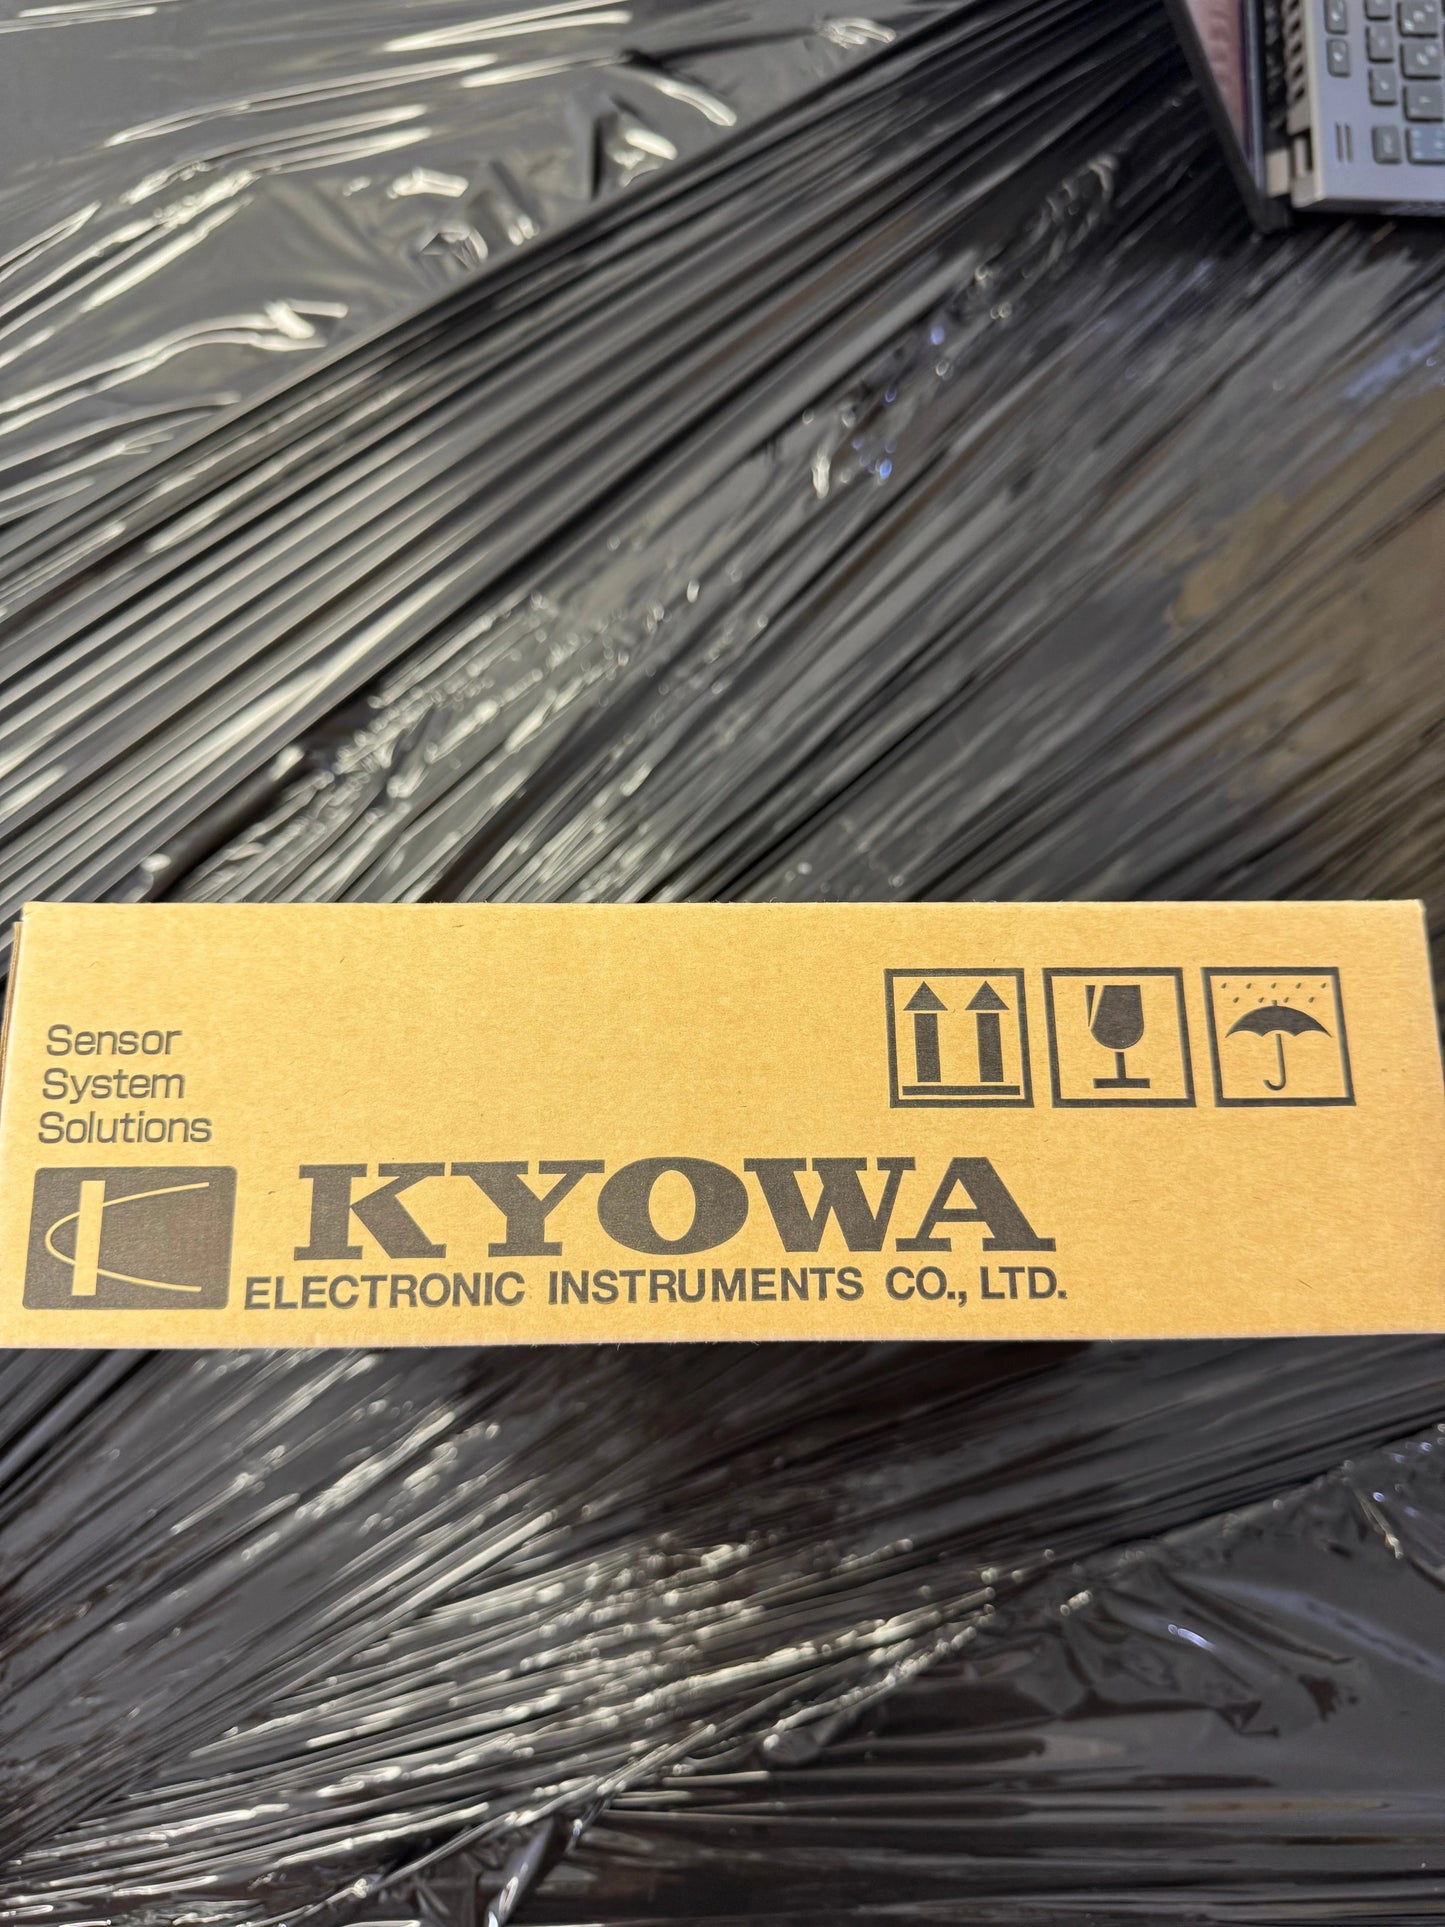 Sensor
System
Solutions
KYOWA
ELECTRONIC INSTRUMENTS CO., LTD.